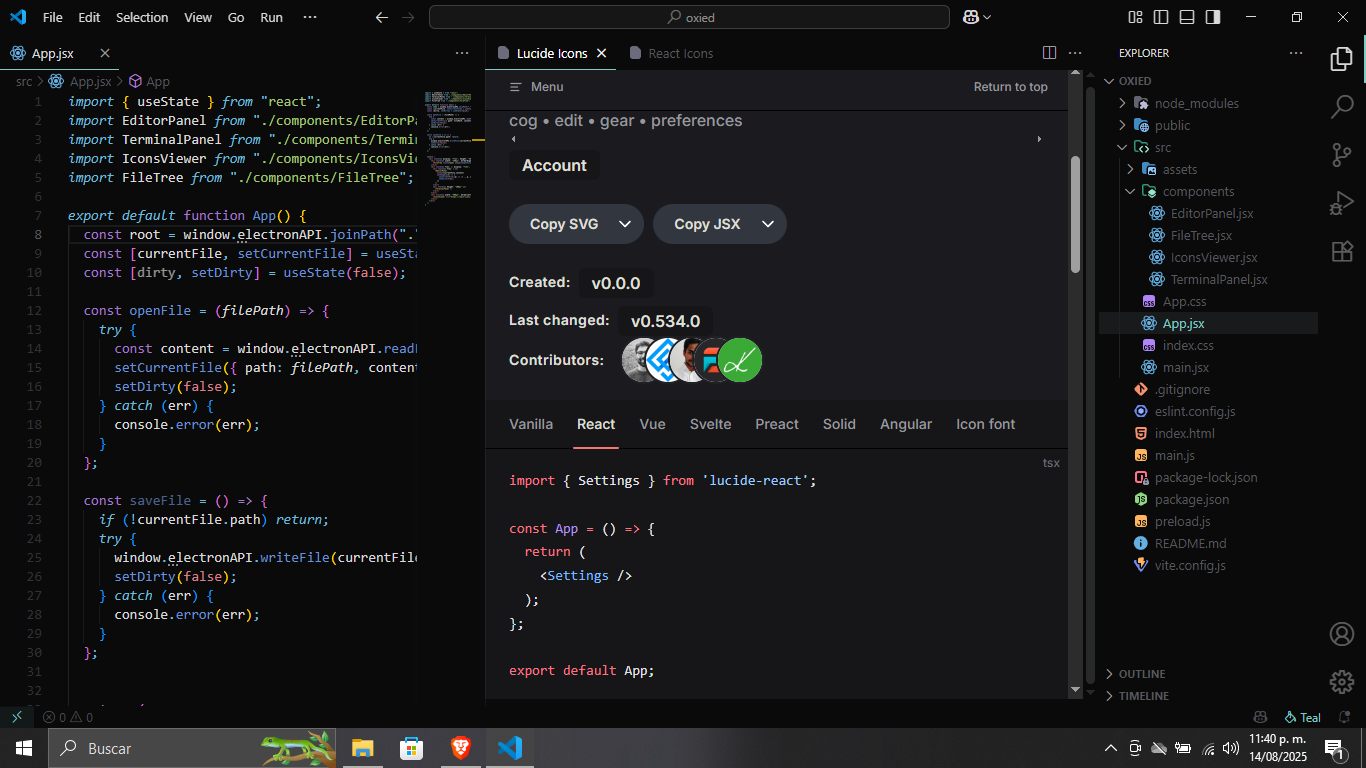 File Edit Selection View Go Run ···
oxied
App.jsx
src > App.jsx > App
1 import { useState } from "react";
2 import EditorPanel from "./components/EditorPa
3 import TerminalPanel from "./components/Termin
4 import IconsViewer from "./components/IconsVie
5 import FileTree from "./components/FileTree";
6
7 export default function App() {
8 const root = window.electronAPI.joinPath("."
9 const [currentFile, setCurrentFile] = useSta
10 const [dirty, setDirty] = useState(false);
11
12 const openFile = (filePath) => {
13 try {
14 const content = window.electronAPI.readF
15 setCurrentFile({ path: filePath, content
16 setDirty(false);
17 } catch (err) {
18 console.error(err);
19 }
20 };
21
22 const saveFile = () => {
23 if (!currentFile.path) return;
24 try {
25 window.electronAPI.writeFile(currentFile
26 setDirty(false);
27 } catch (err) {
28 console.error(err);
29 }
30 };
31
32
Lucide Icons React Icons
Menu Return to top
cog • edit • gear • preferences
Account
Copy SVG Copy JSX
Created: v0.0.0
Last changed: v0.534.0
Contributors:
Vanilla React Vue Svelte Preact Solid Angular Icon font
tsx
import { Settings } from 'lucide-react';
const App = () => {
return (
<Settings />
);
};
export default App;
EXPLORER
OXIED
node_modules
public
src
assets
components
EditorPanel.jsx
FileTree.jsx
IconsViewer.jsx
TerminalPanel.jsx
App.css
App.jsx
index.css
main.jsx
.gitignore
eslint.config.js
index.html
main.js
package-lock.json
package.json
preload.js
README.md
vite.config.js
OUTLINE
TIMELINE
0 0
Teal
Buscar
11:40 p. m.
14/08/2025
1